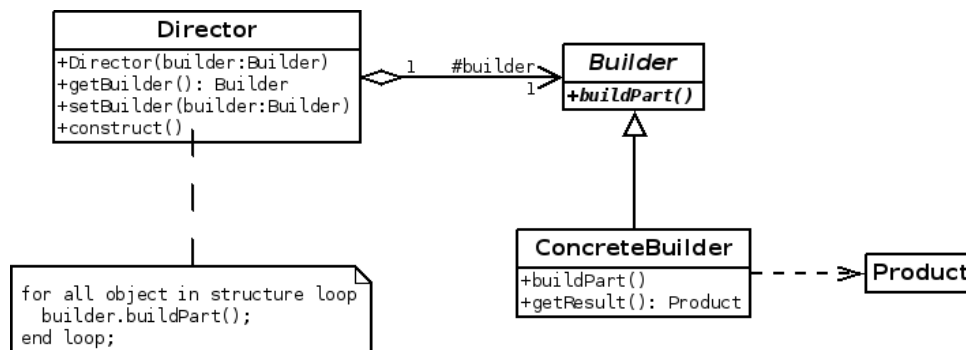 Director
+Director(builder:Builder)
+getBuilder(): Builder
+setBuilder(builder:Builder)
+construct()
1
#builder
1
Builder
+buildPart()
ConcreteBuilder
+buildPart()
+getResult(): Product
Product
for all object in structure loop
builder.buildPart();
end loop;